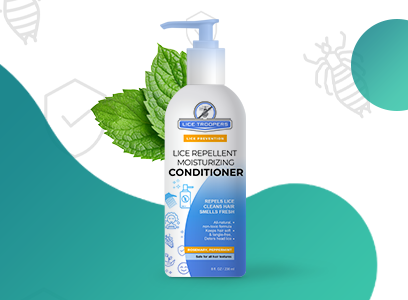 LICE TROOPERS
LICE PREVENTION
LICE REPELLENT
MOISTURIZING
CONDITIONER
REPELS LICE
CLEANS HAIR
SMELLS FRESH
ROSEMARY, PEPPERMINT
Safe for all hair textures